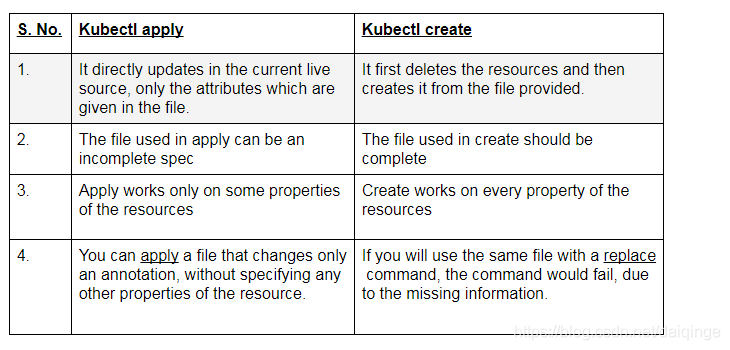 S. No. Kubectl apply Kubectl create
1. It directly updates in the current live It first deletes the resources and then
source, only the attributes which are creates it from the file provided.
given in the file.
2. The file used in apply can be an The file used in create should be
incomplete spec complete
3. Apply works only on some properties Create works on every property of the
of the resources resources
4. You can apply a file that changes only If you will use the same file with a replace
an annotation, without specifying any command, the command would fail, due
other properties of the resource. to the missing information.
https://blog.csdn.net/daiqinge